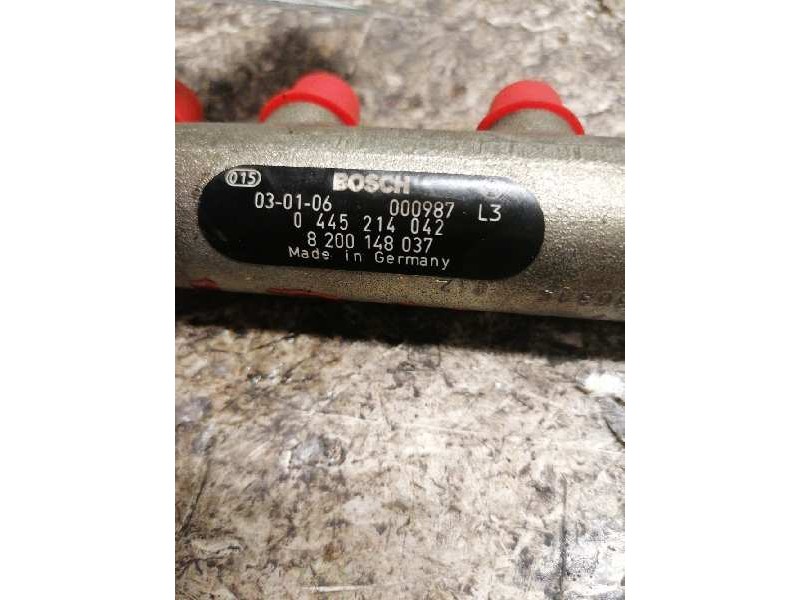 015 BOSCH
03-01-06 000987 L3
0 445 214 042
8 200 148 037
Made in Germany